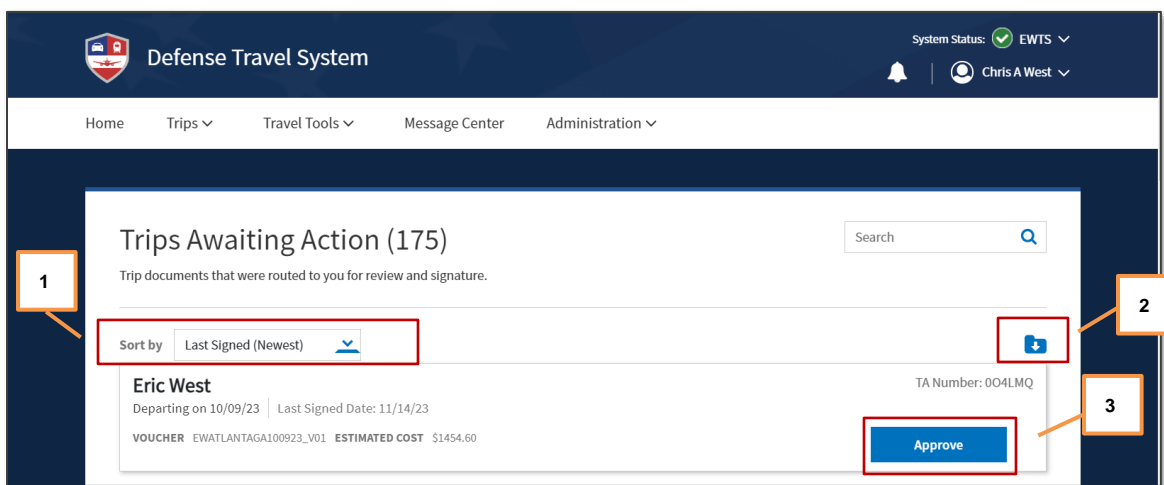 System Status: EWTS
Defense Travel System
Chris A West
Home Trips Travel Tools Message Center Administration
Trips Awaiting Action (175)
Search
Trip documents that were routed to you for review and signature.
1
2
Sort by Last Signed (Newest)
Eric West
TA Number: 0O4LMQ
Departing on 10/09/23 Last Signed Date: 11/14/23
3
VOUCHER EWATLANTAGA100923_V01 ESTIMATED COST $1454.60
Approve